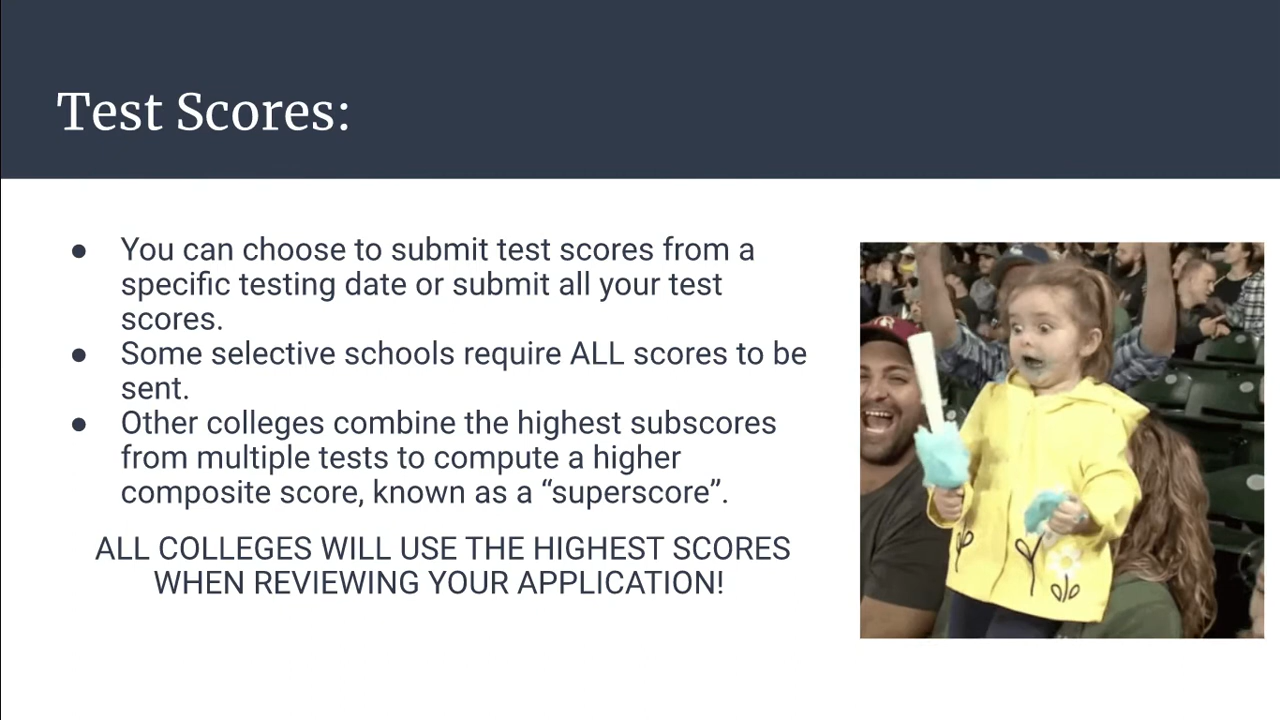 Test Scores:
● You can choose to submit test scores from a
specific testing date or submit all your test
scores.
● Some selective schools require ALL scores to be
sent.
● Other colleges combine the highest subscores
from multiple tests to compute a higher
composite score, known as a “superscore”.
ALL COLLEGES WILL USE THE HIGHEST SCORES
WHEN REVIEWING YOUR APPLICATION!